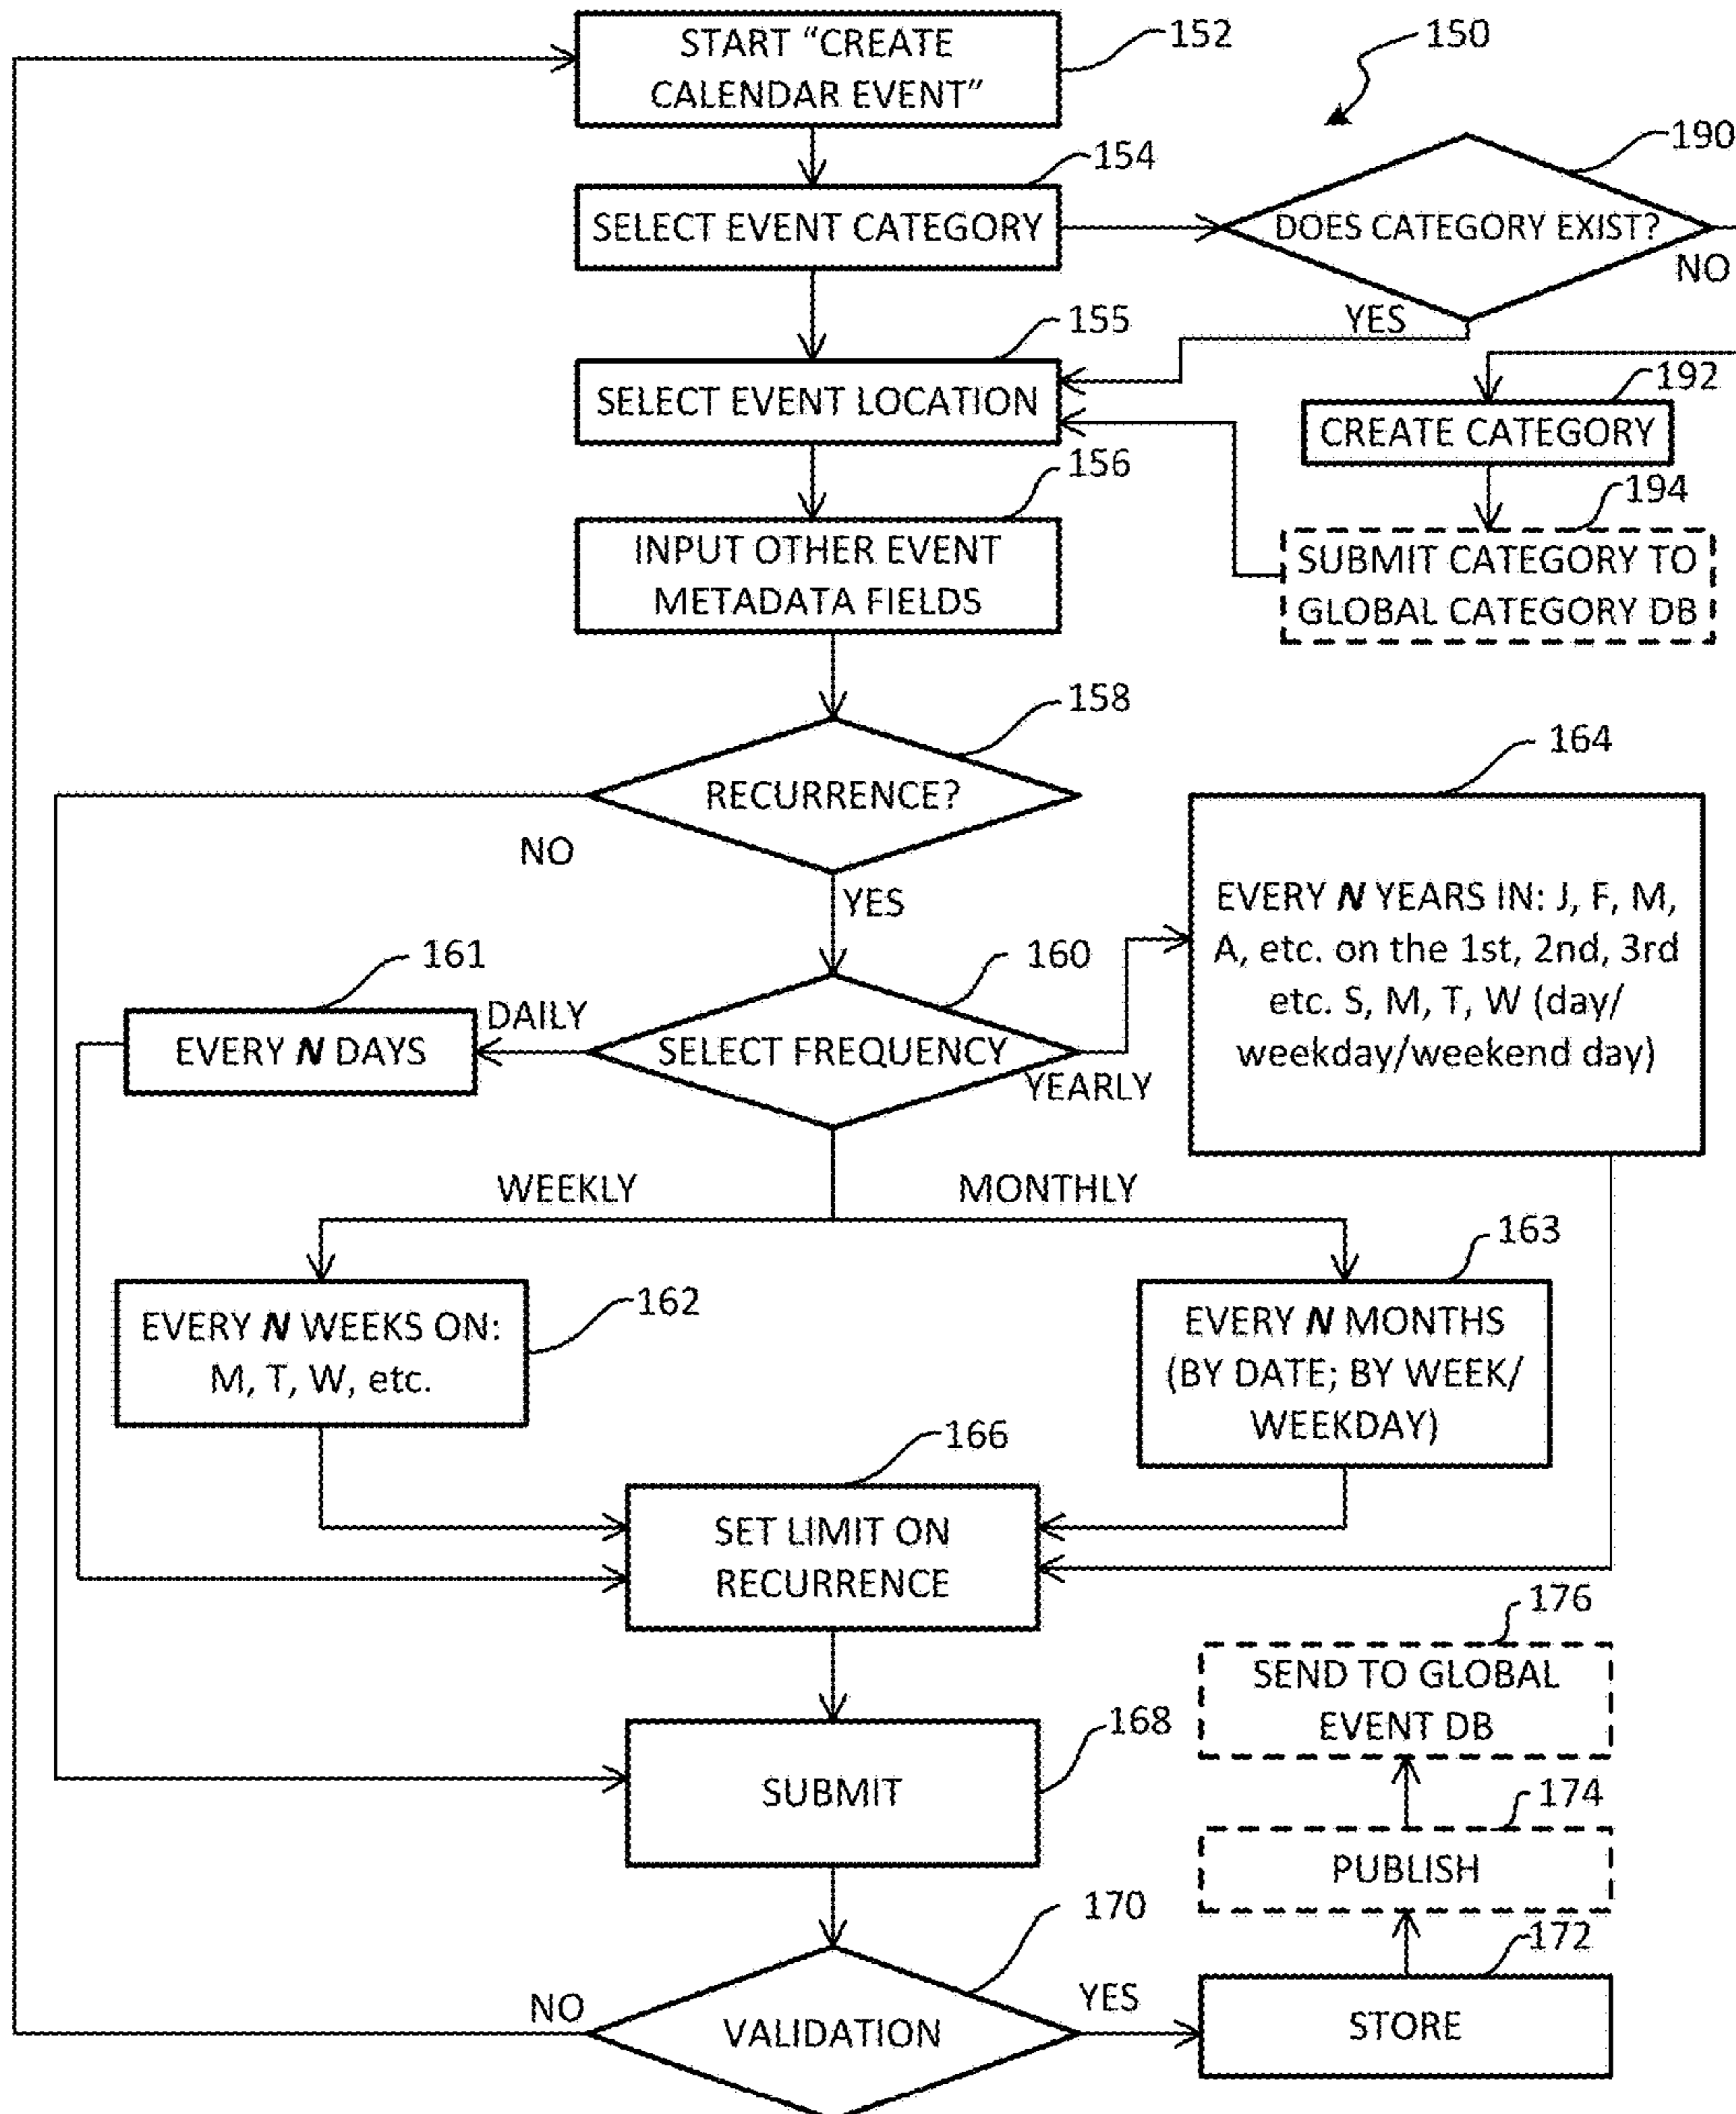 START “CREATE
CALENDAR EVENT”
152
150
190
154
SELECT EVENT CATEGORY
DOES CATEGORY EXIST?
NO
YES
155
SELECT EVENT LOCATION
192
CREATE CATEGORY
156
194
INPUT OTHER EVENT
METADATA FIELDS
SUBMIT CATEGORY TO
GLOBAL CATEGORY DB
158
RECURRENCE?
NO
YES
164
EVERY N YEARS IN: J, F, M,
A, etc. on the 1st, 2nd, 3rd
etc. S, M, T, W (day/
weekday/weekend day)
161
160
DAILY
EVERY N DAYS
SELECT FREQUENCY
YEARLY
WEEKLY
MONTHLY
162
163
EVERY N WEEKS ON:
M, T, W, etc.
EVERY N MONTHS
(BY DATE; BY WEEK/
WEEKDAY)
166
SET LIMIT ON
RECURRENCE
176
SEND TO GLOBAL
EVENT DB
168
SUBMIT
174
PUBLISH
170
172
NO
VALIDATION
YES
STORE